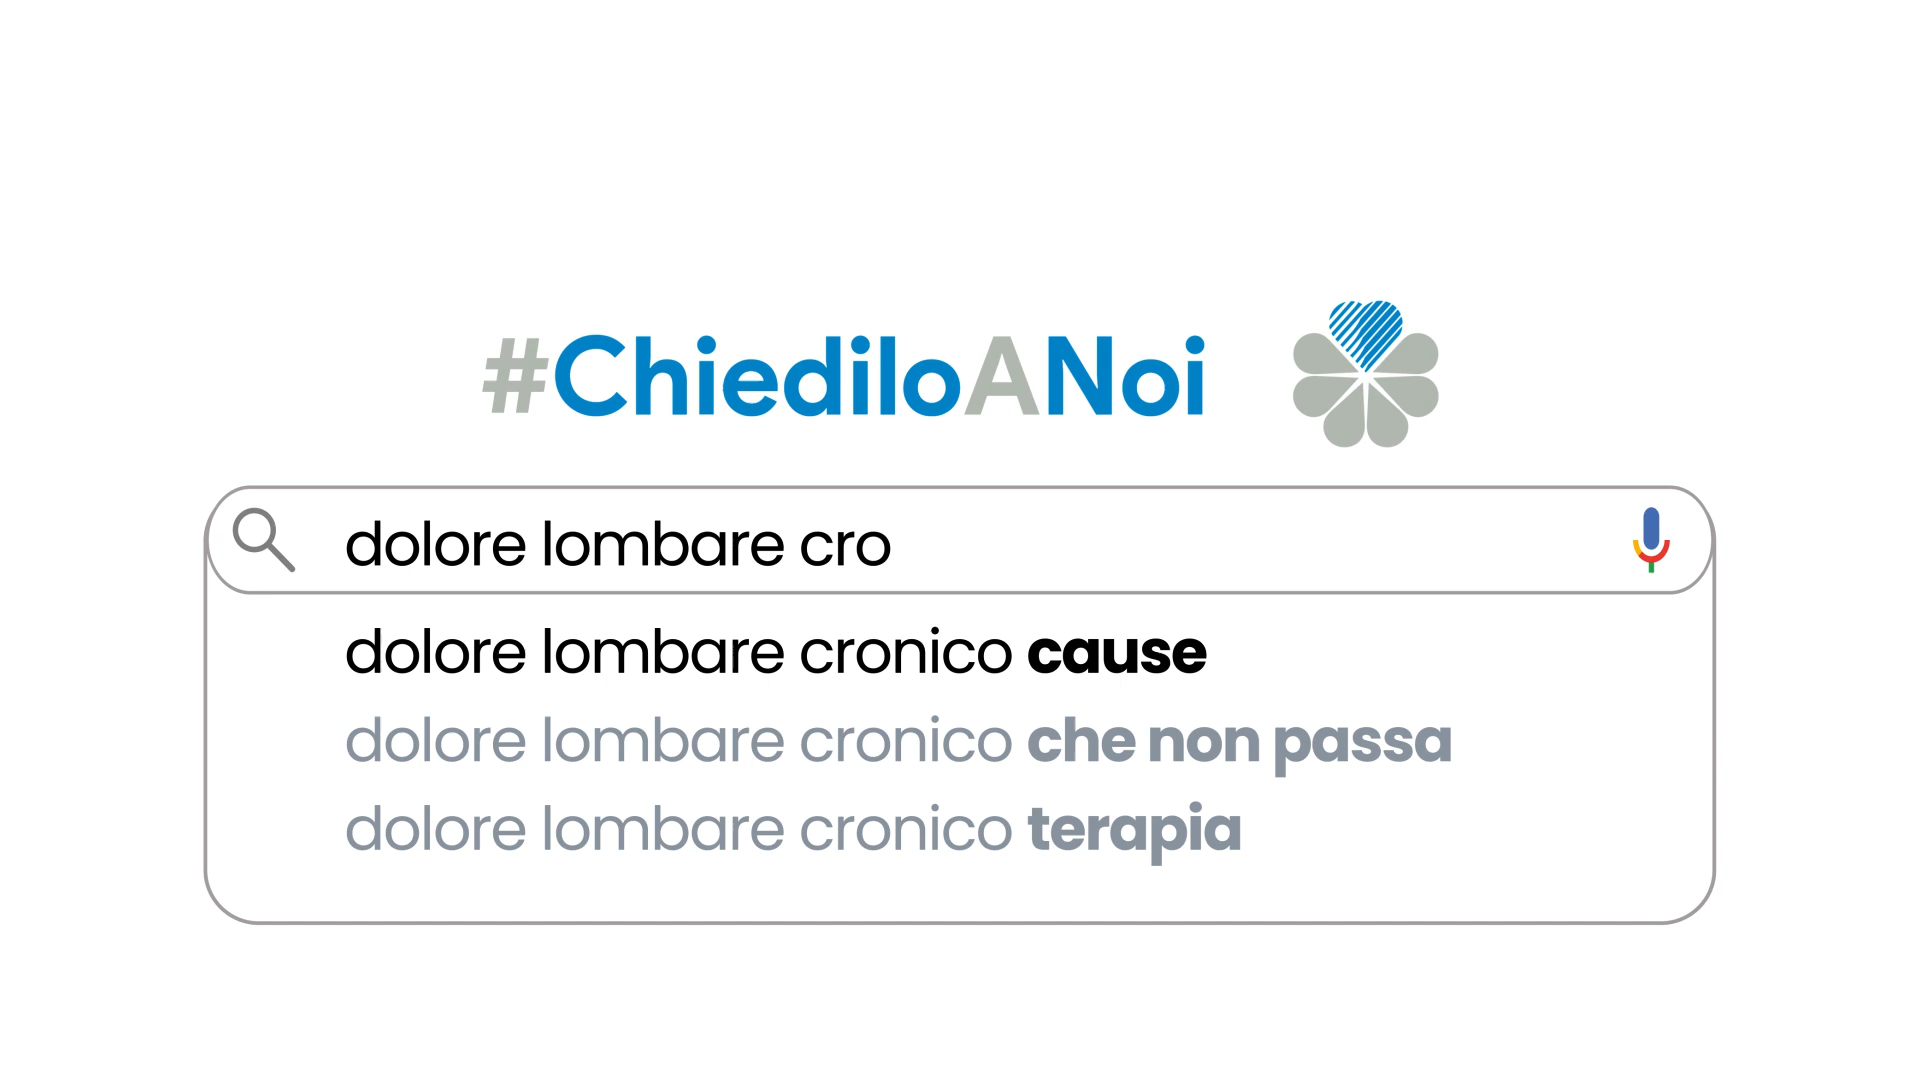 #ChiediloANoi
dolore lombare cro
dolore lombare cronico cause
dolore lombare cronico che non passa
dolore lombare cronico terapia